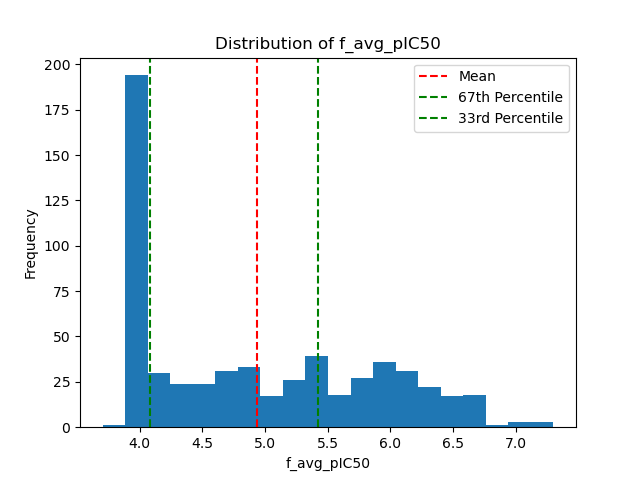 Distribution of f_avg_pIC50
Mean
67th Percentile
33rd Percentile
Frequency
200
175
150
125
100
75
50
25
0
4.0 4.5 5.0 5.5 6.0 6.5 7.0
f_avg_pIC50